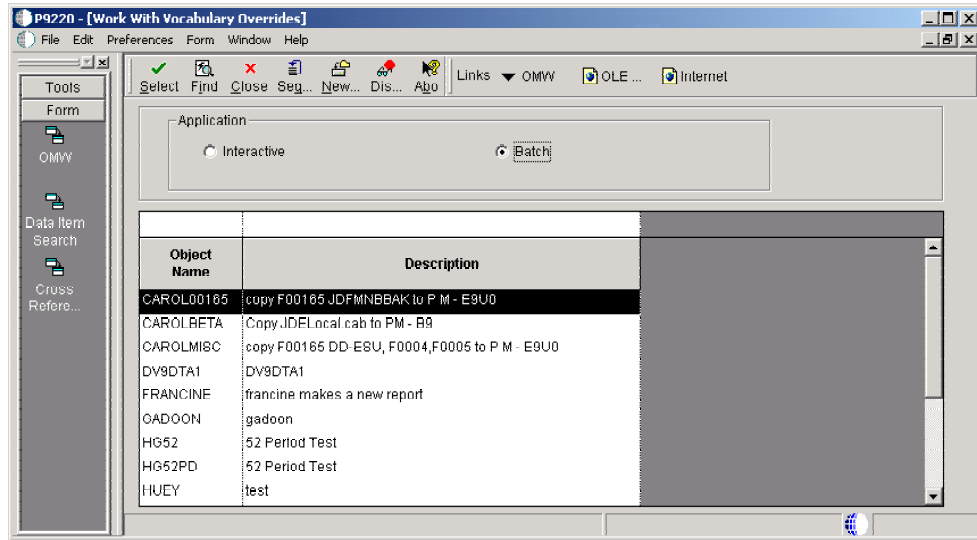 P9220 - [Work With Vocabulary Overrides]
File Edit Preferences Form Window Help
Tools
Form
OMW
Data Item Search
Cross Refere...
Select Find Close Seq... New... Dis... Abo Links OMW OLE ... Internet
Application
Interactive Batch
Object Name Description
CAROL00165 copy F00165 JDFMNBBAK to P M - E9U0
CAROLBETA Copy JDELocal.cab to PM - B9
CAROLMISC copy F00165 DD-ESU, F0004,F0005 to P M - E9U0
DV9DTA1 DV9DTA1
FRANCINE francine makes a new report
GADOON gadoon
HG52 52 Period Test
HG52PD 52 Period Test
HUEY test